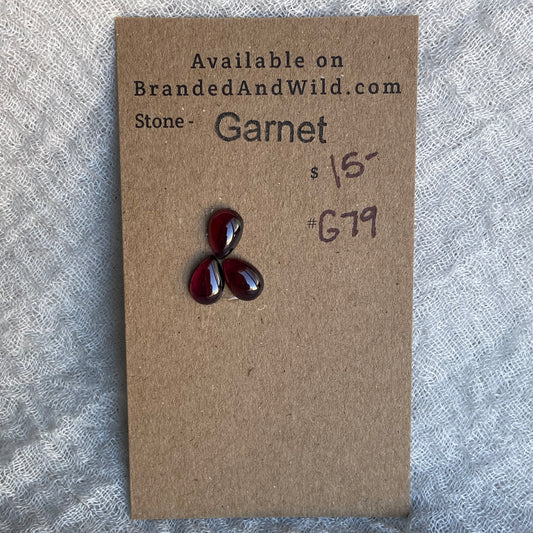 Available on
BrandedAndWild.com
Stone - Garnet
$ 15-
#G79